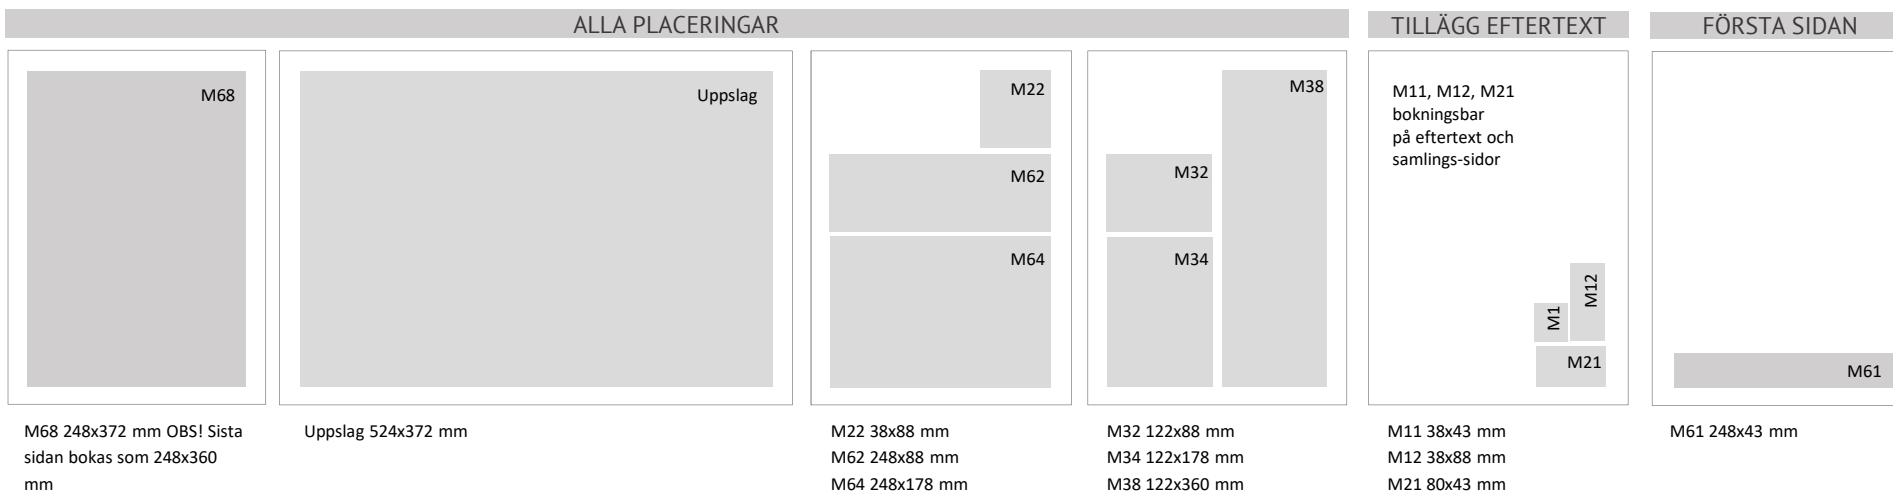 ALLA PLACERINGAR
TILLÄGG EFTERTEXT
FÖRSTA SIDAN
M68
Uppslag
M22
M62
M64
M38
M32
M34
M11, M12, M21
bokningsbar
på eftertext och
samlings-sidor
M12
M1
M21
M61
M68 248x372 mm OBS! Sista
sidan bokas som 248x360
mm
Uppslag 524x372 mm
M22 38x88 mm
M62 248x88 mm
M64 248x178 mm
M32 122x88 mm
M34 122x178 mm
M38 122x360 mm
M11 38x43 mm
M12 38x88 mm
M21 80x43 mm
M61 248x43 mm